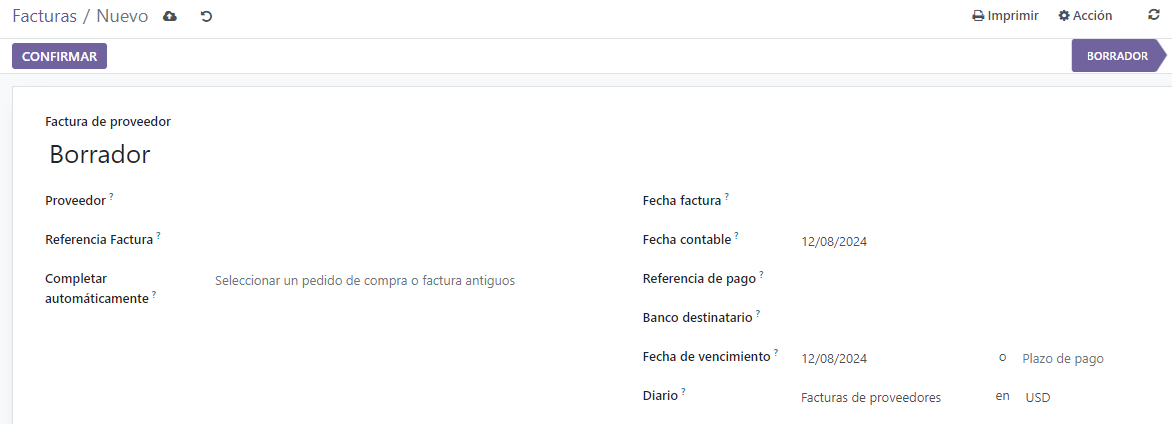 Facturas / Nuevo
Imprimir Acción
CONFIRMAR
BORRADOR
Factura de proveedor
Borrador
Proveedor ?
Fecha factura ?
Referencia Factura ?
Fecha contable ? 12/08/2024
Completar
automáticamente ?
Seleccionar un pedido de compra o factura antiguos
Referencia de pago ?
Banco destinatario ?
Fecha de vencimiento ? 12/08/2024 o Plazo de pago
Diario ? Facturas de proveedores en USD